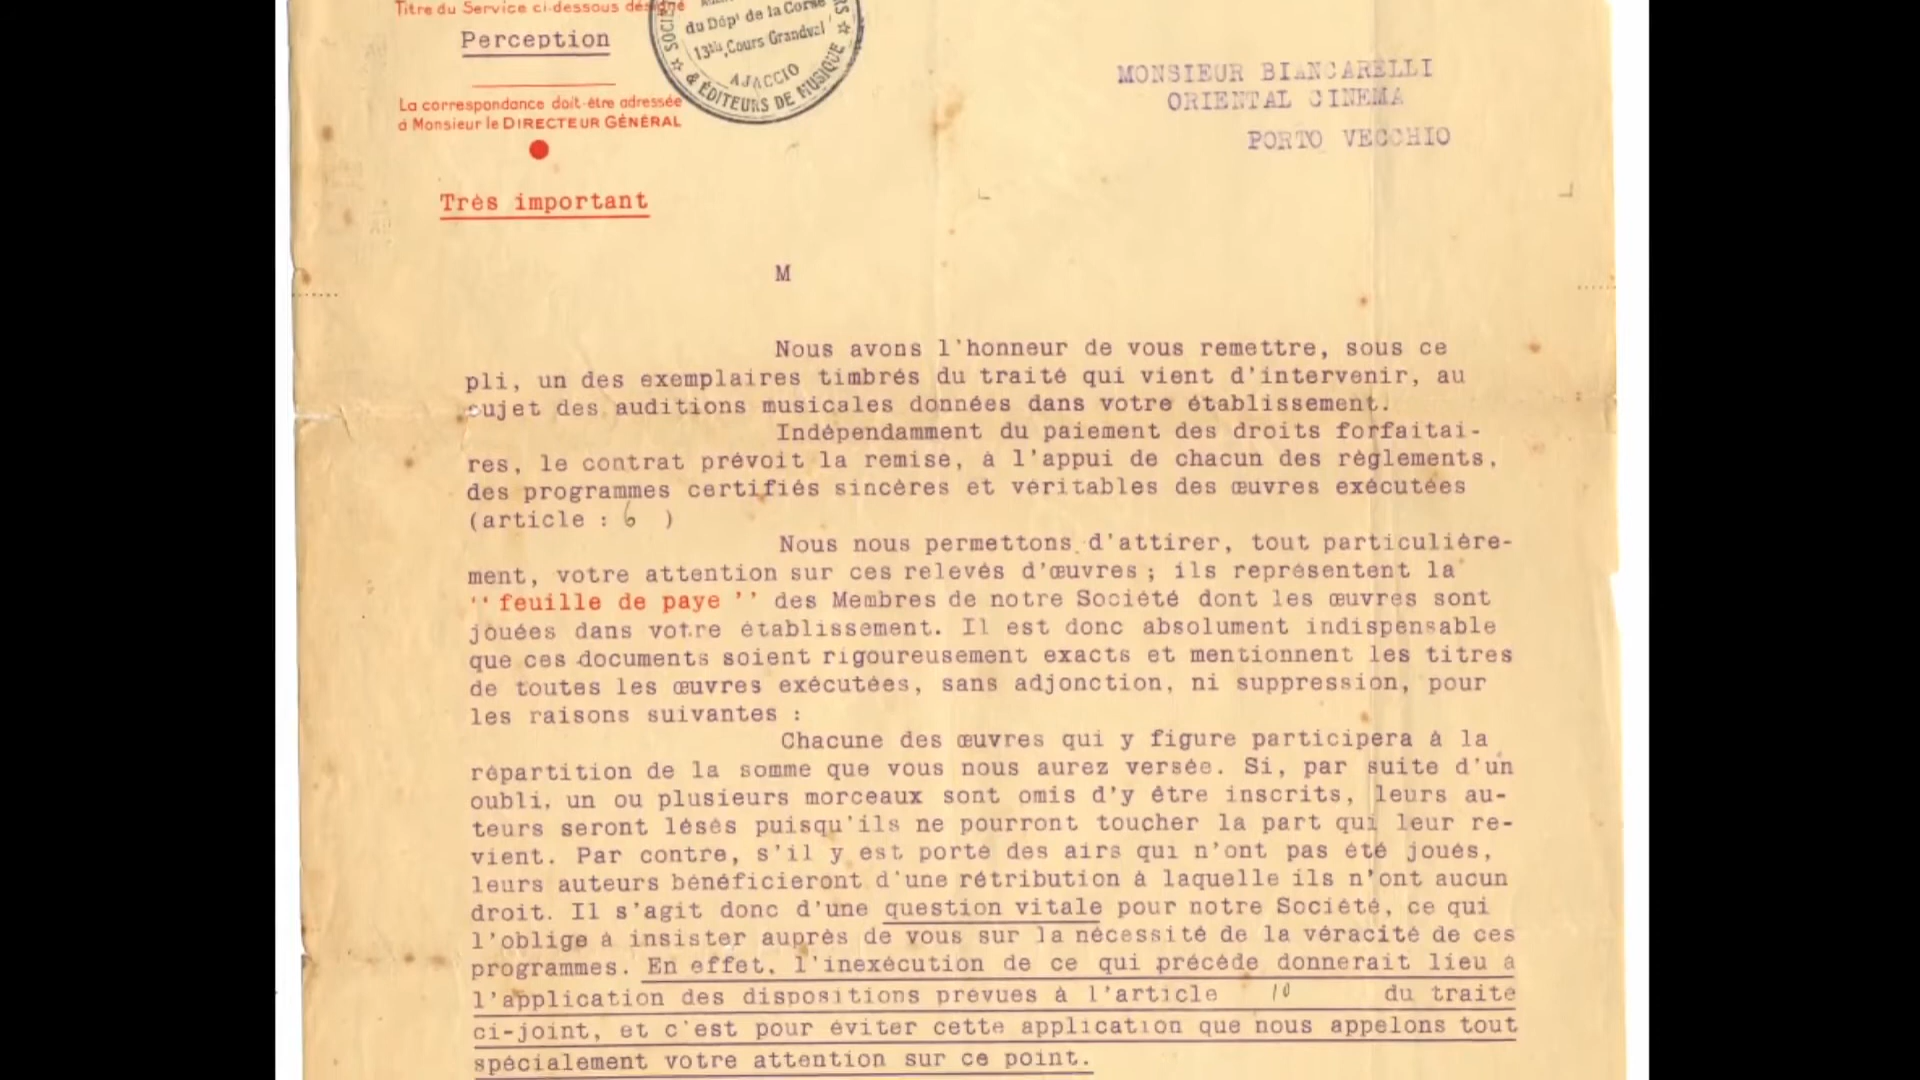 Titre du Service ci-dessous désigné
Perception
La correspondance doit-être adressée
à Monsieur le DIRECTEUR GÉNÉRAL
Très important
du Dépt de la Corse
13bis, Cours Grandval
AJACCIO
& ÉDITEURS DE MUSIQUE
MONSIEUR BIANCARELLI
ORIENTAL CINEMA
PORTO VECCHIO
M
Nous avons l'honneur de vous remettre, sous ce
pli, un des exemplaires timbrés du traité qui vient d'intervenir, au
sujet des auditions musicales données dans votre établissement.
Indépendamment du paiement des droits forfaitai-
res, le contrat prévoit la remise, à l'appui de chacun des règlements,
des programmes certifiés sincères et véritables des œuvres exécutées
(article : 6 )
Nous nous permettons d'attirer, tout particulière-
ment, votre attention sur ces relevés d'œuvres ; ils représentent la
'' feuille de paye '' des Membres de notre Société dont les œuvres sont
jouées dans votre établissement. Il est donc absolument indispensable
que ces documents soient rigoureusement exacts et mentionnent les titres
de toutes les œuvres exécutées, sans adjonction, ni suppression, pour
les raisons suivantes :
Chacune des œuvres qui y figure participera à la
répartition de la somme que vous nous aurez versée. Si, par suite d'un
oubli, un ou plusieurs morceaux sont omis d'y être inscrits, leurs au-
teurs seront lésés puisqu'ils ne pourront toucher la part qui leur re-
vient. Par contre, s'il y est porté des airs qui n'ont pas été joués,
leurs auteurs bénéficieront d'une rétribution à laquelle ils n'ont aucun
droit. Il s'agit donc d'une question vitale pour notre Société, ce qui
l'oblige à insister auprès de vous sur la nécessité de la véracité de ces
programmes. En effet, l'inexécution de ce qui précède donnerait lieu à
l'application des dispositions prévues à l'article 10 du traité
ci-joint, et c'est pour éviter cette application que nous appelons tout
spécialement votre attention sur ce point.